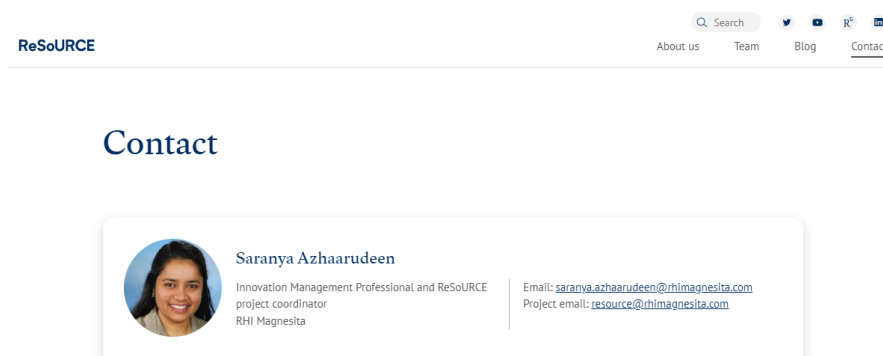 Search
ReSoURCE
About us Team Blog Contac
Contact
Saranya Azhaarudeen
Innovation Management Professional and ReSoURCE
project coordinator
RHI Magnesita
Email: saranya.azhaarudeen@rhimagnesita.com
Project email: resource@rhimagnesita.com